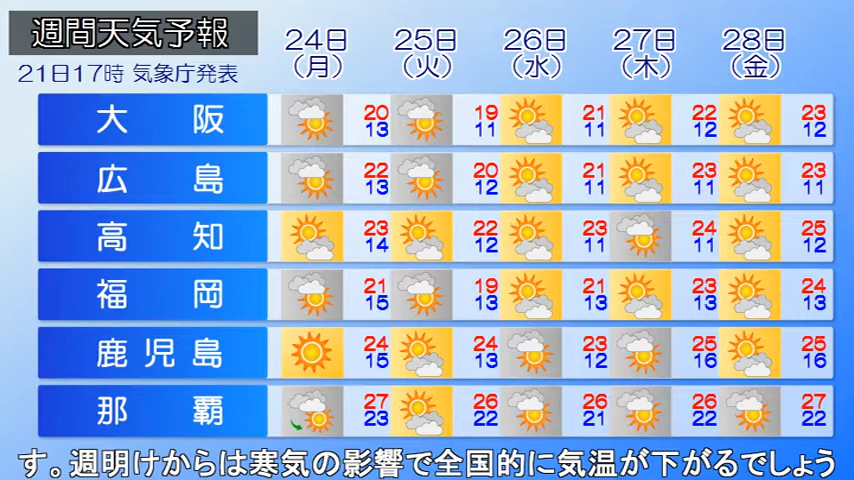 週間天気予報
21日17時 気象庁発表
24日 25日 26日 27日 28日
(月) (火) (水) (木) (金)
大阪 20 19 21 22 23
13 11 11 12 12
広島 22 20 21 23 23
13 12 11 11 11
高知 23 22 23 24 25
14 12 11 11 12
福岡 21 19 21 23 24
15 13 13 13 13
鹿児島 24 24 23 25 25
15 13 12 16 16
那覇 27 26 26 26 27
23 22 21 22 22
す。週明けからは寒気の影響で全国的に気温が下がるでしょう